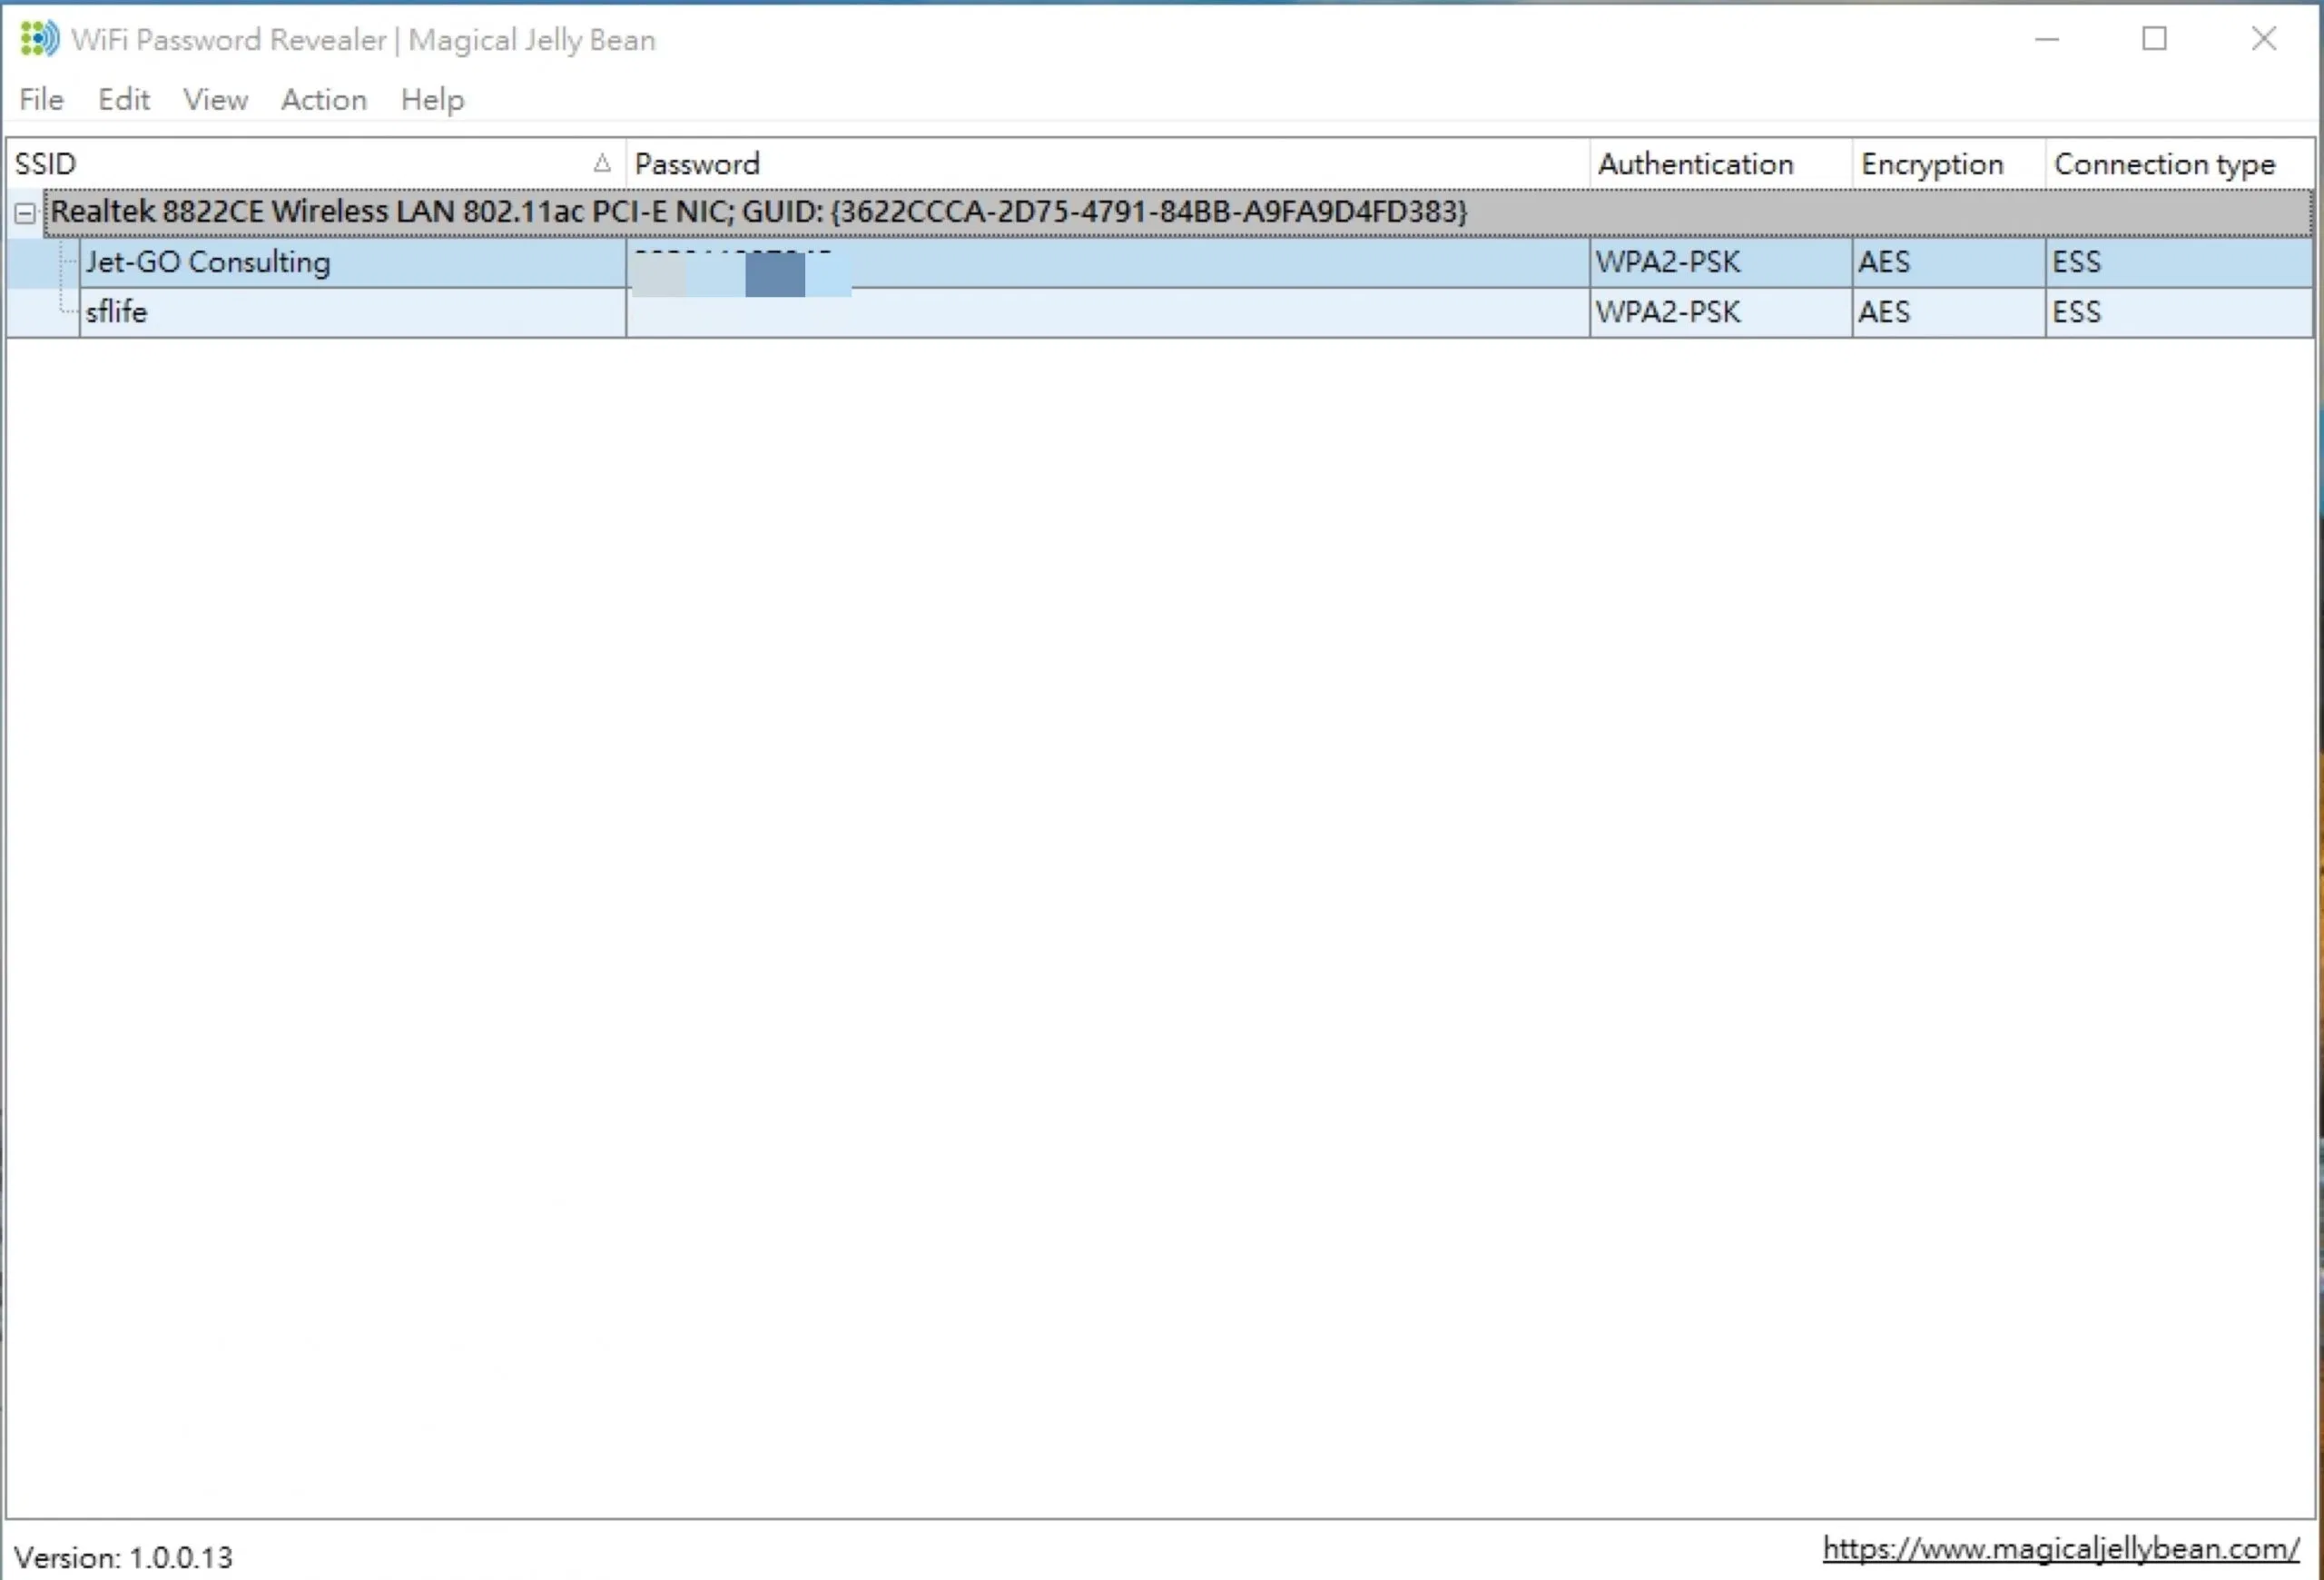 WiFi Password Revealer | Magical Jelly Bean
File Edit View Action Help
SSID Password Authentication Encryption Connection type
Realtek 8822CE Wireless LAN 802.11ac PCI-E NIC; GUID: {3622CCCA-2D75-4791-84BB-A9FA9D4FD383}
Jet-GO Consulting WPA2-PSK AES ESS
sflife WPA2-PSK AES ESS
Version: 1.0.0.13
https://www.magicaljellybean.com/